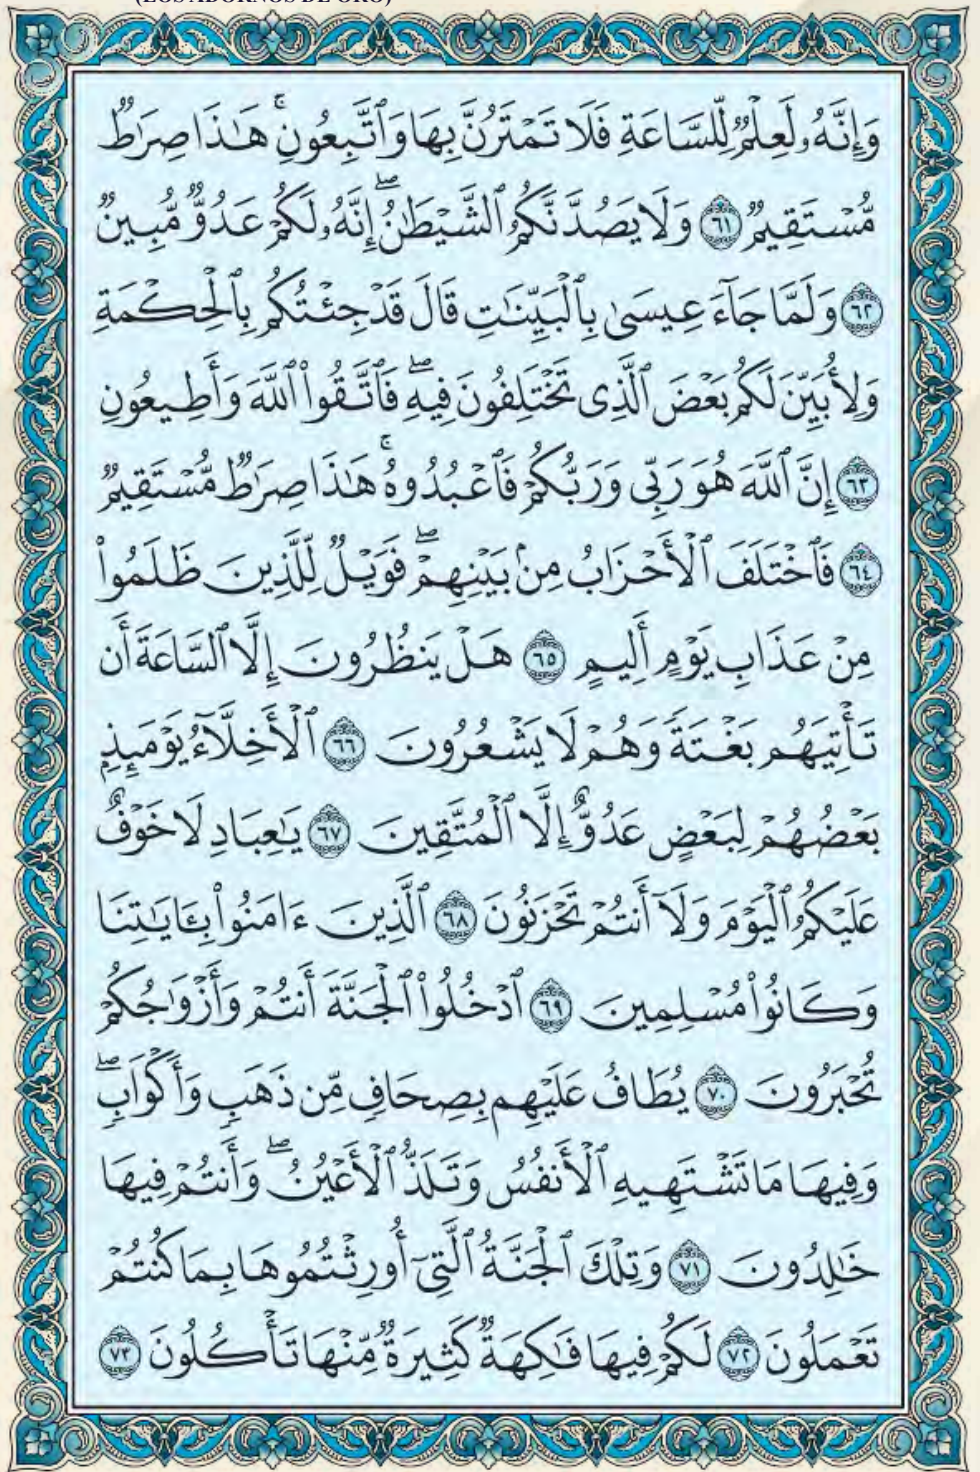 (LOS ADORNOS DE ORO)
وَإِنَّهُۥ لَعِلْمٌ لِّلسَّاعَةِ فَلَا تَمْتَرُنَّ بِهَا وَٱتَّبِعُونِ ۚ هَـٰذَا صِرَٰطٌ
مُّسْتَقِيمٌ ٦١ وَلَا يَصُدَّنَّكُمُ ٱلشَّيْطَـٰنُ ۖ إِنَّهُۥ لَكُمْ عَدُوٌّ مُّبِينٌ
٦٢ وَلَمَّا جَآءَ عِيسَىٰ بِٱلْبَيِّنَـٰتِ قَالَ قَدْ جِئْتُكُم بِٱلْحِكْمَةِ
وَلِأُبَيِّنَ لَكُم بَعْضَ ٱلَّذِى تَخْتَلِفُونَ فِيهِ ۖ فَٱتَّقُوا۟ ٱللَّهَ وَأَطِيعُونِ
٦٣ إِنَّ ٱللَّهَ هُوَ رَبِّى وَرَبُّكُمْ فَٱعْبُدُوهُ ۚ هَـٰذَا صِرَٰطٌ مُّسْتَقِيمٌ
٦٤ فَٱخْتَلَفَ ٱلْأَحْزَابُ مِنۢ بَيْنِهِمْ ۖ فَوَيْلٌ لِّلَّذِينَ ظَلَمُوا۟
مِنْ عَذَابِ يَوْمٍ أَلِيمٍ ٦٥ هَلْ يَنظُرُونَ إِلَّا ٱلسَّاعَةَ أَن
تَأْتِيَهُم بَغْتَةً وَهُمْ لَا يَشْعُرُونَ ٦٦ ٱلْأَخِلَّآءُ يَوْمَئِذٍۭ
بَعْضُهُمْ لِبَعْضٍ عَدُوٌّ إِلَّا ٱلْمُتَّقِينَ ٦٧ يَـٰعِبَادِ لَا خَوْفٌ
عَلَيْكُمُ ٱلْيَوْمَ وَلَآ أَنتُمْ تَحْزَنُونَ ٦٨ ٱلَّذِينَ ءَامَنُوا۟ بِـَٔايَـٰتِنَا
وَكَانُوا۟ مُسْلِمِينَ ٦٩ ٱدْخُلُوا۟ ٱلْجَنَّةَ أَنتُمْ وَأَزْوَٰجُكُمْ
تُحْبَرُونَ ٧٠ يُطَافُ عَلَيْهِم بِصِحَافٍ مِّن ذَهَبٍ وَأَكْوَابٍ ۖ
وَفِيهَا مَا تَشْتَهِيهِ ٱلْأَنفُسُ وَتَلَذُّ ٱلْأَعْيُنُ ۖ وَأَنتُمْ فِيهَا
خَـٰلِدُونَ ٧١ وَتِلْكَ ٱلْجَنَّةُ ٱلَّتِىٓ أُورِثْتُمُوهَا بِمَا كُنتُمْ
تَعْمَلُونَ ٧٢ لَكُمْ فِيهَا فَـٰكِهَةٌ كَثِيرَةٌ مِّنْهَا تَأْكُلُونَ ٧٣